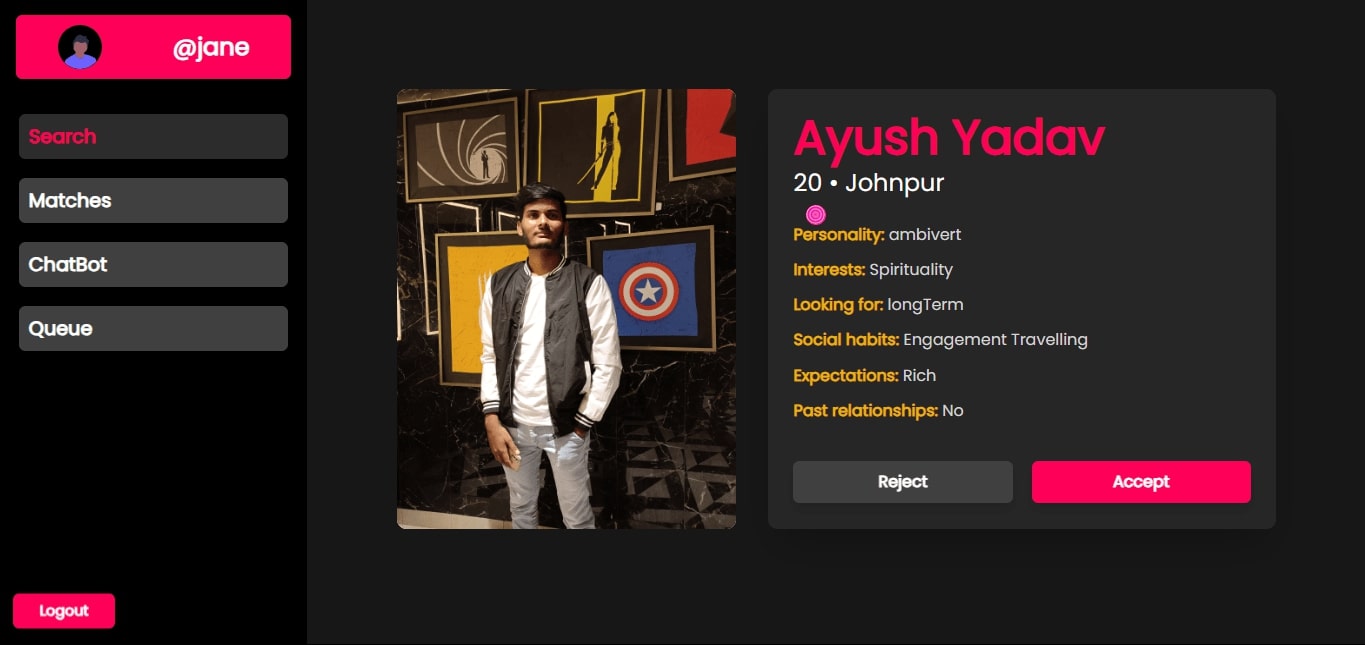 @jane
Search
Matches
ChatBot
Queue
Logout
Ayush Yadav
20 • Johnpur
Personality: ambivert
Interests: Spirituality
Looking for: longTerm
Social habits: Engagement Travelling
Expectations: Rich
Past relationships: No
Reject
Accept